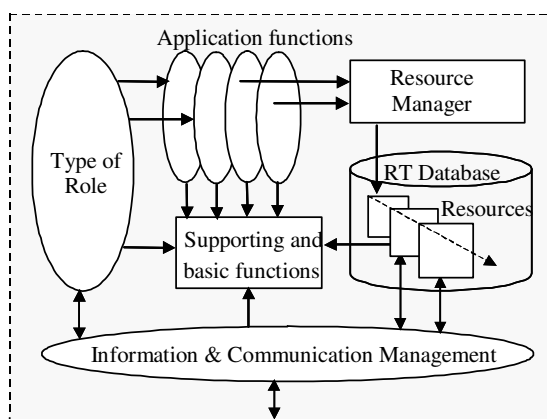 Application functions
Resource
Manager
Type of
Role
RT Database
Resources
Supporting and
basic functions
Information & Communication Management